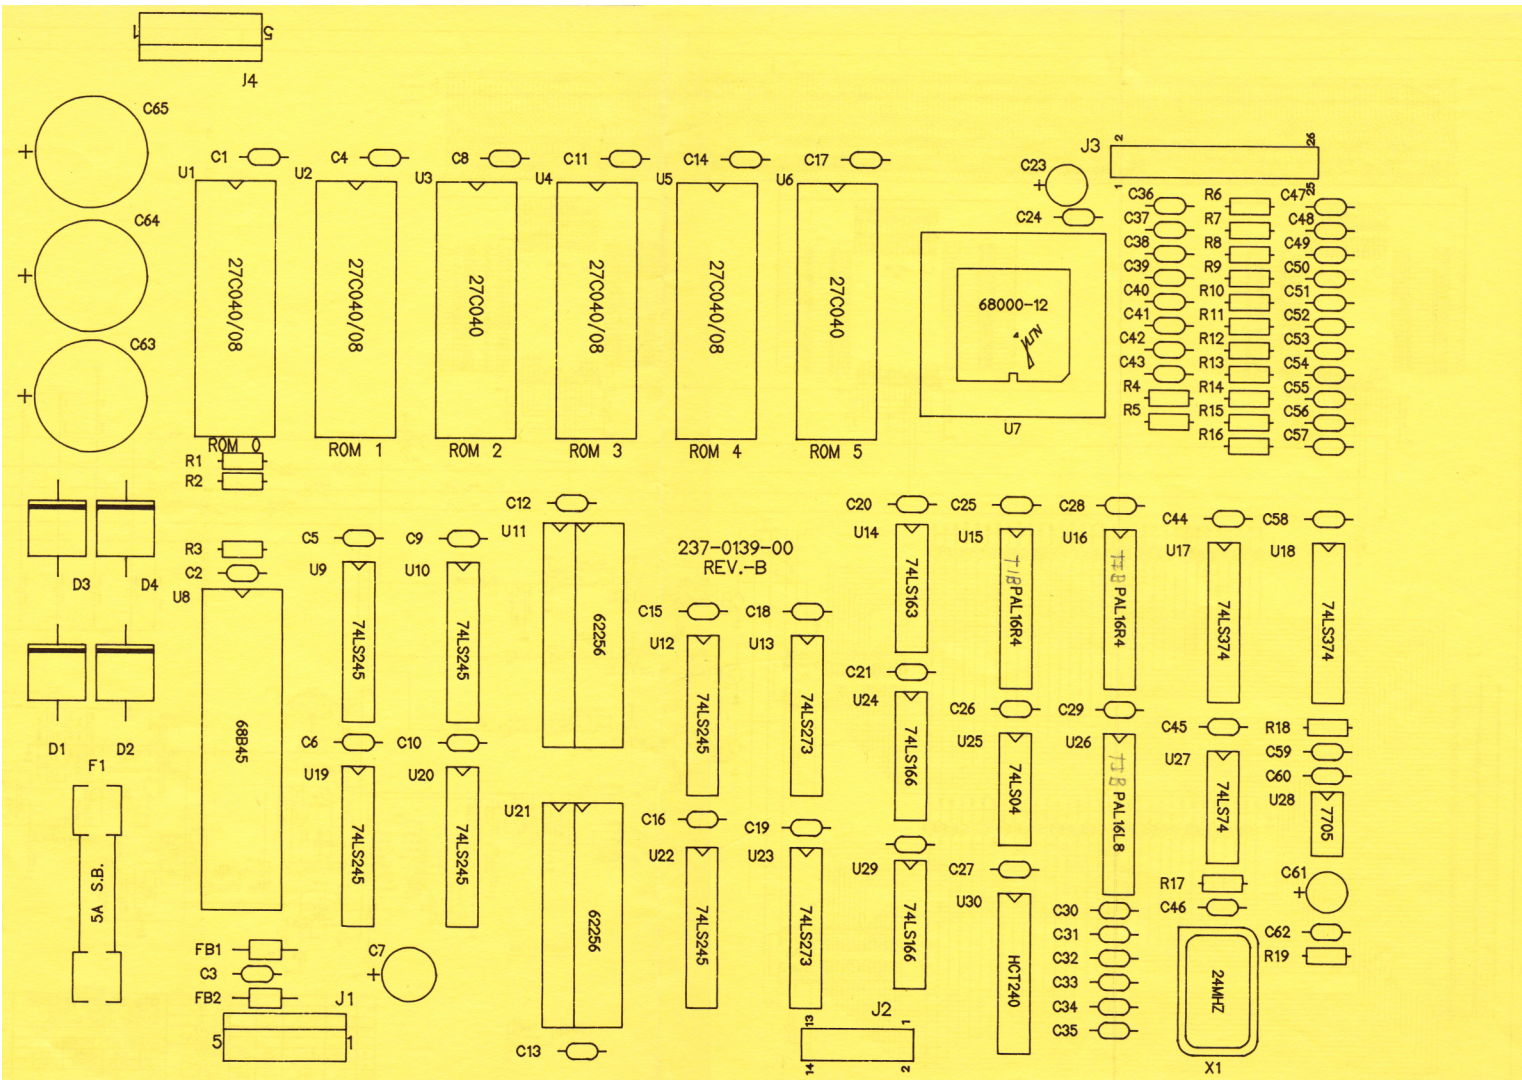 1 5
J4
C65
C1 C4 C8 C11 C14 C17
U1 U2 U3 U4 U5 U6
C23
C24
J3 2 26
1 25
C64
C63
27C040/08 27C040/08 27C040 27C040/08 27C040/08 27C040
ROM 0 ROM 1 ROM 2 ROM 3 ROM 4 ROM 5
68000-12
U7
C36 R6 C47
C37 R7 C48
C38 R8 C49
C39 R9 C50
C40 R10 C51
C41 R11 C52
C42 R12 C53
C43 R13 C54
R4 R14 C55
R5 R15 C56
R16 C57
R1
R2
R3
C2
D3 D4
D1 D2
F1
5A S.B.
U8
68B45
C5 C9
U9 U10
74LS245 74LS245
C6 C10
U19 U20
74LS245 74LS245
C12
U11
62256
U21
62256
C13
237-0139-00
REV.-B
C15 C18
U12 U13
74LS245 74LS273
C16 C19
U22 U23
74LS245 74LS273
C20 C25 C28 C44 C58
U14 U15 U16 U17 U18
74LS163 TIB PAL16R4 TIB PAL16R4 74LS374 74LS374
C21 C26 C29 C45 R18
C59
C60
U24 U25 U26 U27 U28
74LS166 74LS04 TIB PAL16L8 74LS74 7705
U29 C27
74LS166
U30
HCT240
C30
C31
C32
C33
C34
C35
R17
C46
C61
C62
R19
24MHZ
X1
FB1
C3
FB2
C7
J1
5 1
J2
13 1
14 2